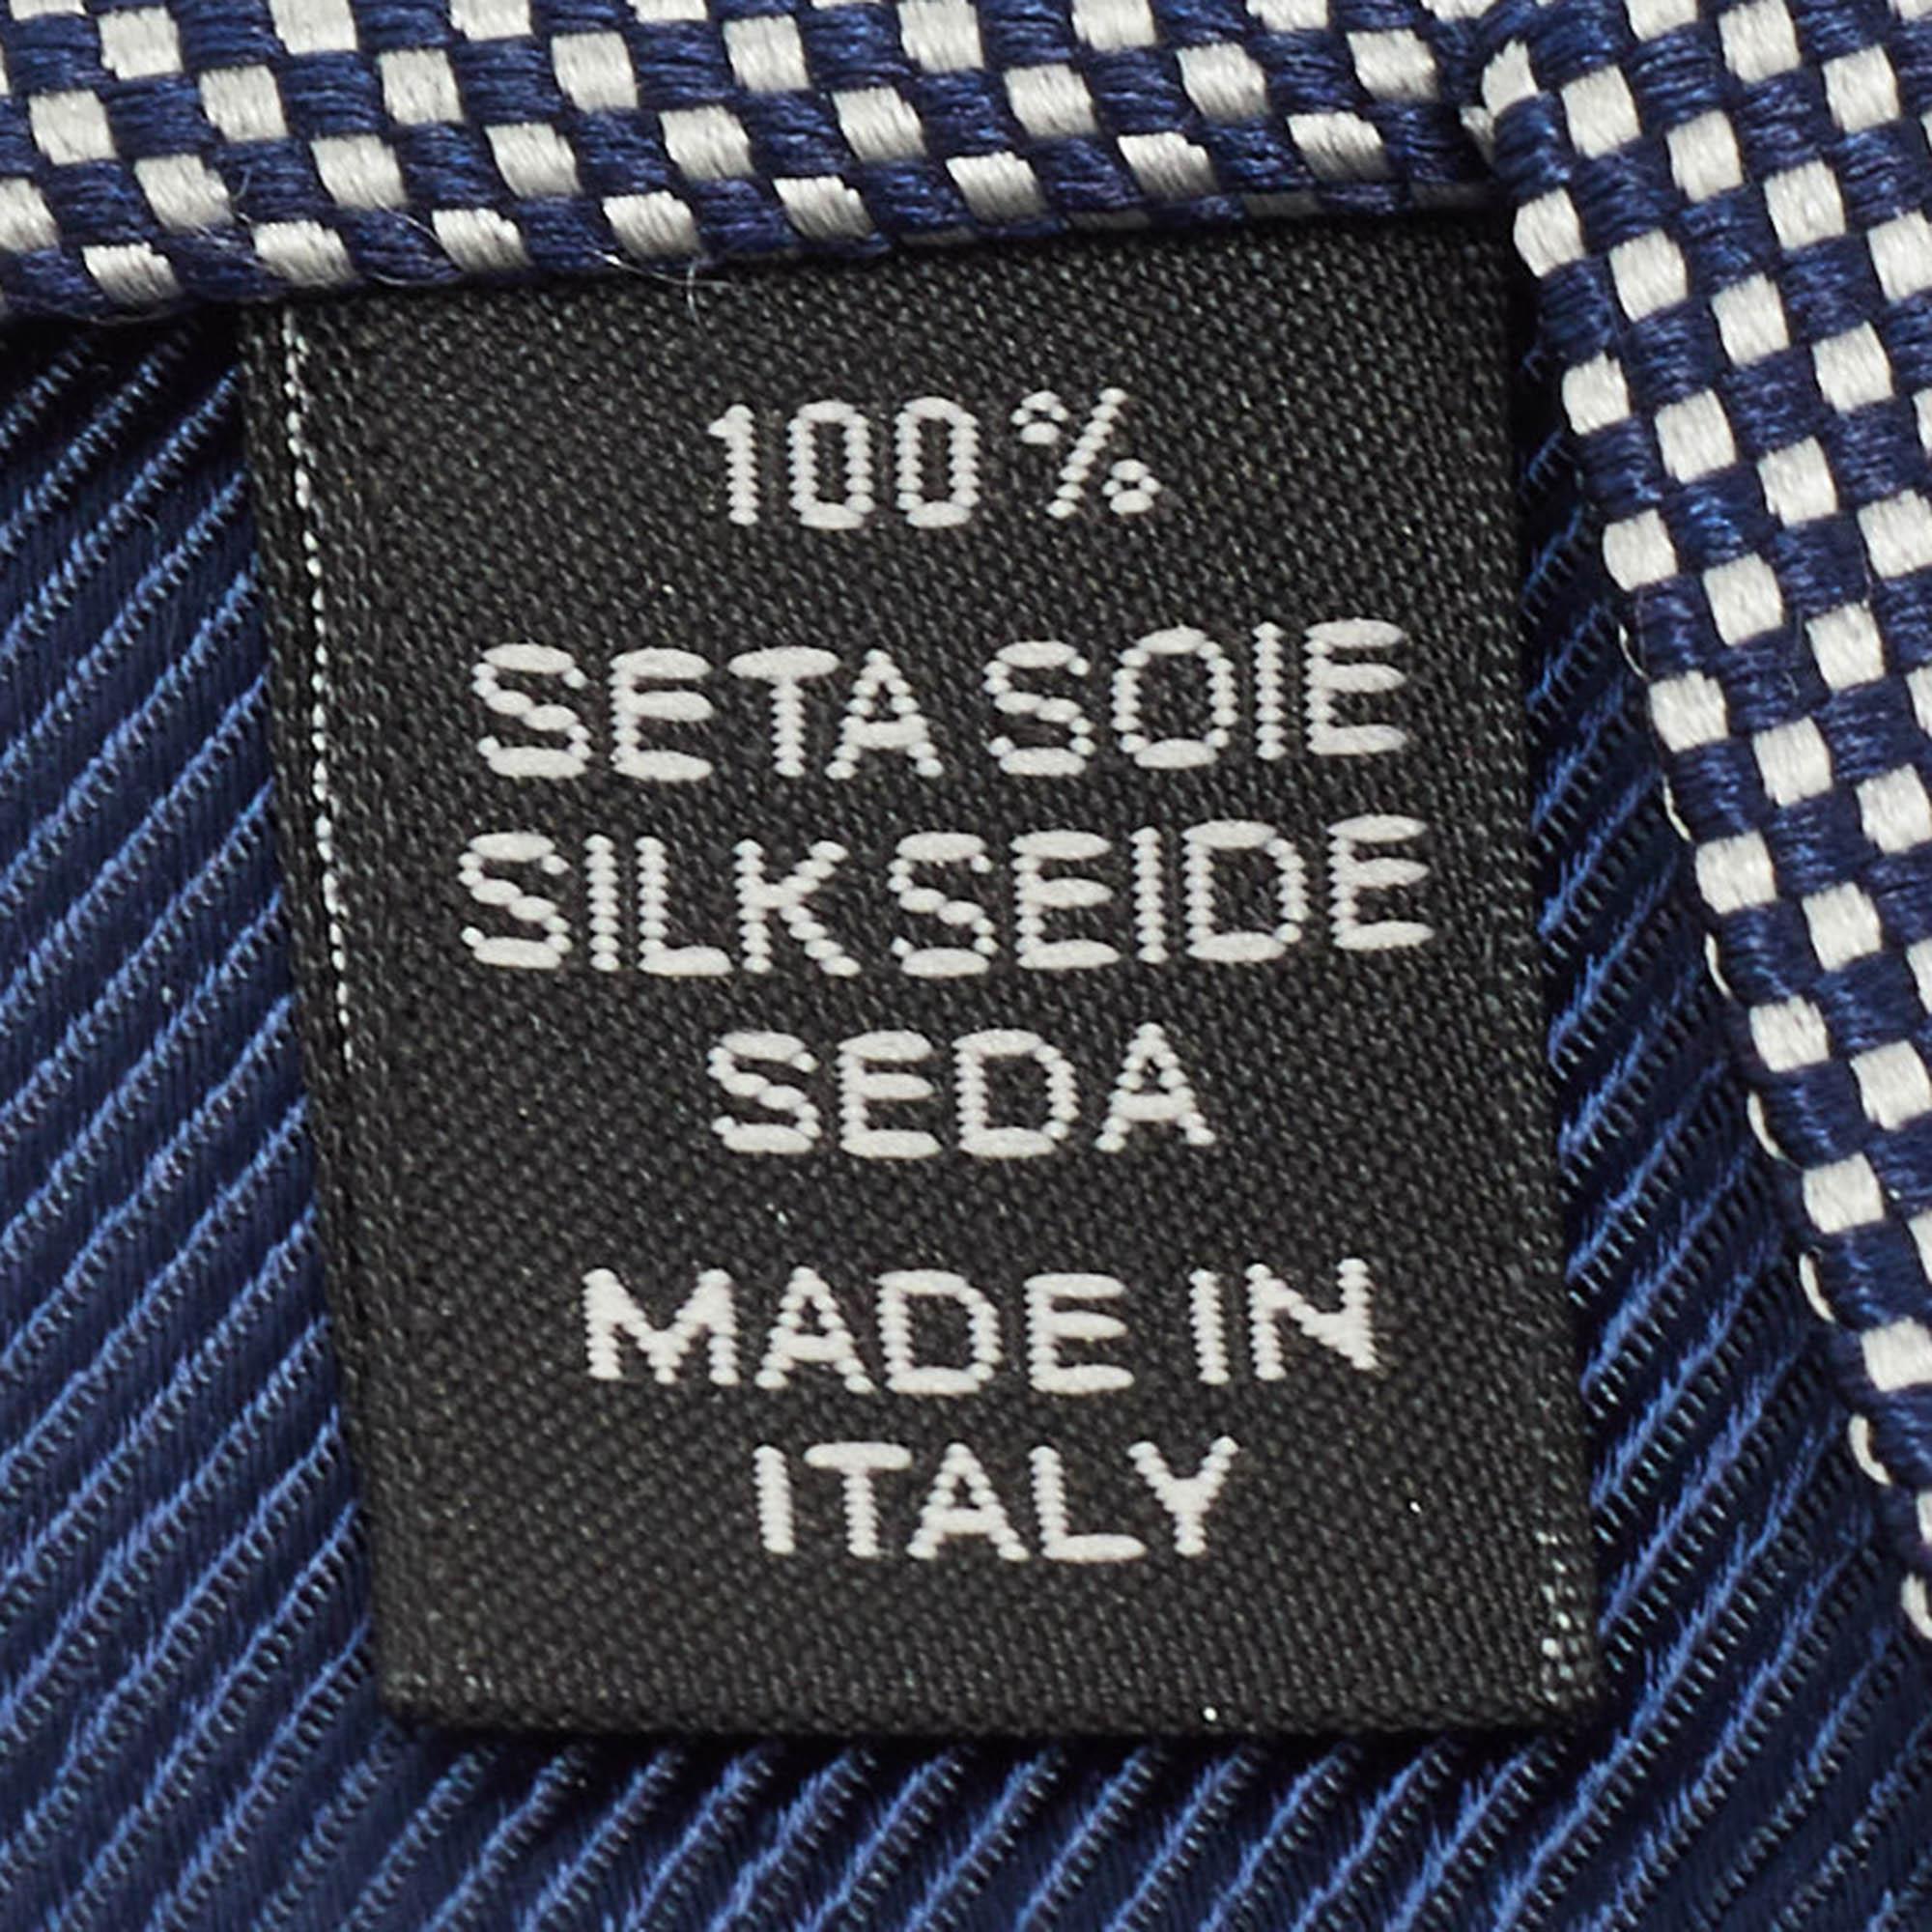 100%
SETA SOIE
SILK SEIDE
SEDA
MADE IN
ITALY